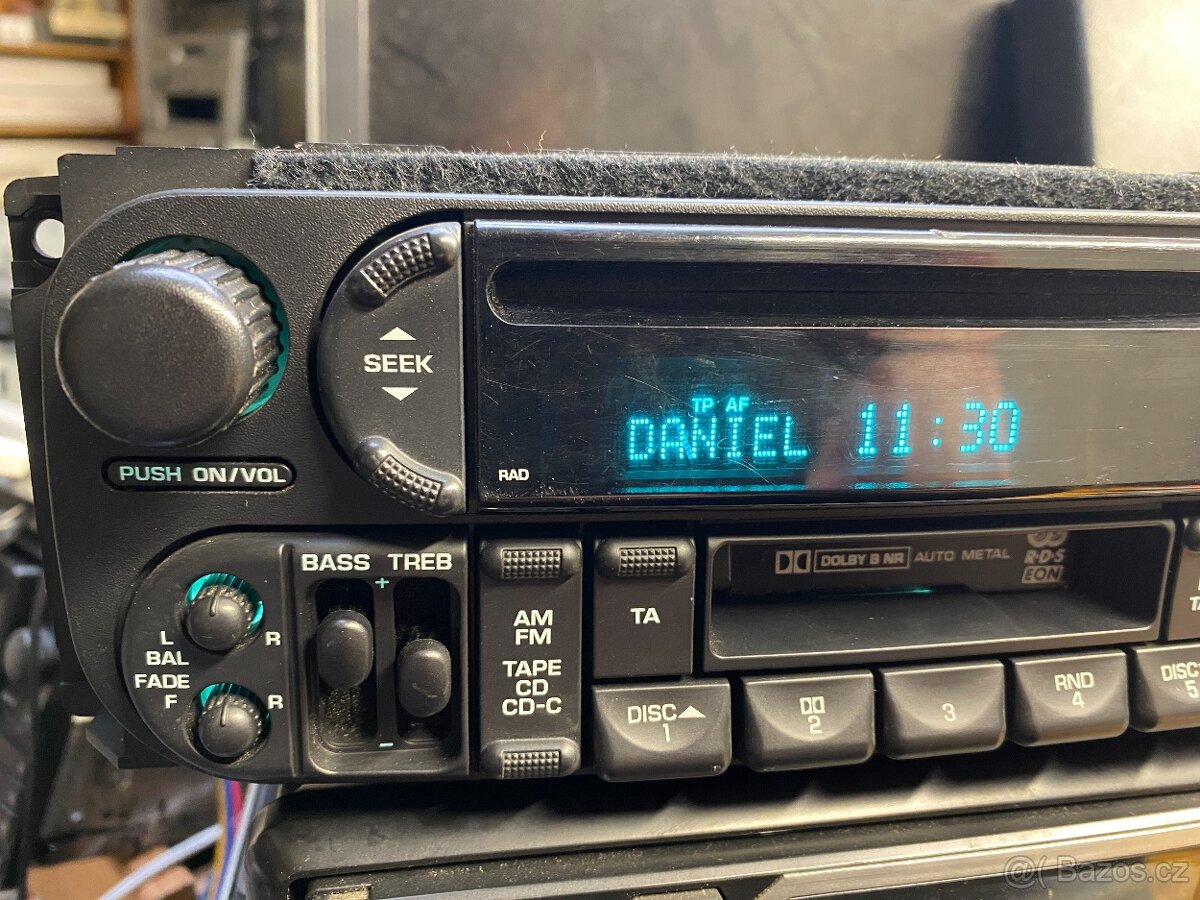 SEEK
TP AF
DANIEL 11:30
RAD
PUSH ON/VOL
BASS TREB
+
-
L R
BAL
FADE
F R
AM
FM
TAPE
CD
CD-C
TA
DOLBY B NR AUTO METAL
R·D·S
EON
DISC
1
2
3
RND
4
DISC
5
@( Bazos.cz